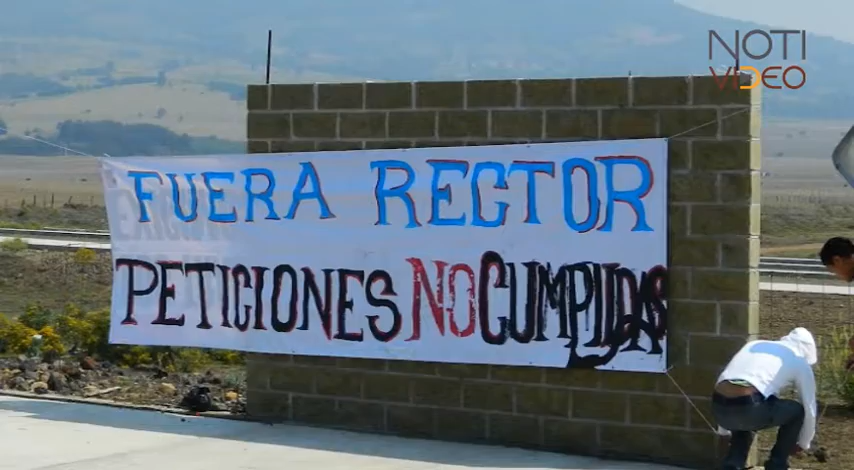 NOTI
VIDEO
FUERA RECTOR
PETICIONES NO CUMPLIDAS